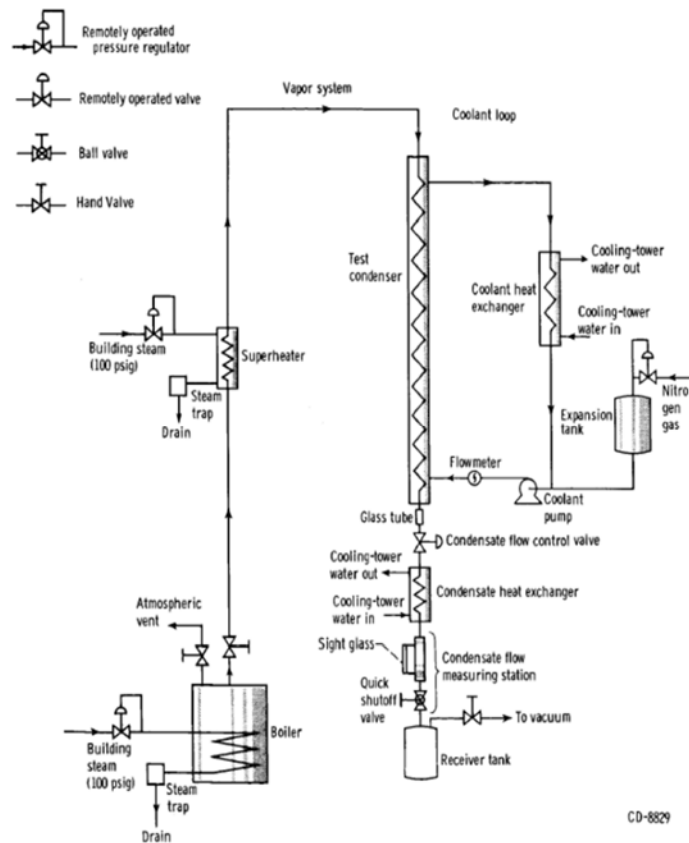 Remotely operated
pressure regulator
Remotely operated valve
Ball valve
Hand Valve
Vapor system
Coolant loop
Test
condenser
Cooling-tower
water out
Coolant heat
exchanger
Cooling-tower
water in
Building steam
(100 psig)
Superheater
Steam
trap
Drain
Expansion
tank
Nitro
gen
gas
Flowmeter
Coolant
pump
Glass tube
Condensate flow control valve
Cooling-tower
water out
Condensate heat exchanger
Cooling-tower
water in
Atmospheric
vent
Sight glass
Condensate flow
measuring station
Quick
shutoff
valve
To vacuum
Boiler
Building
steam
(100 psig)
Steam
trap
Receiver tank
Drain
CD-8829